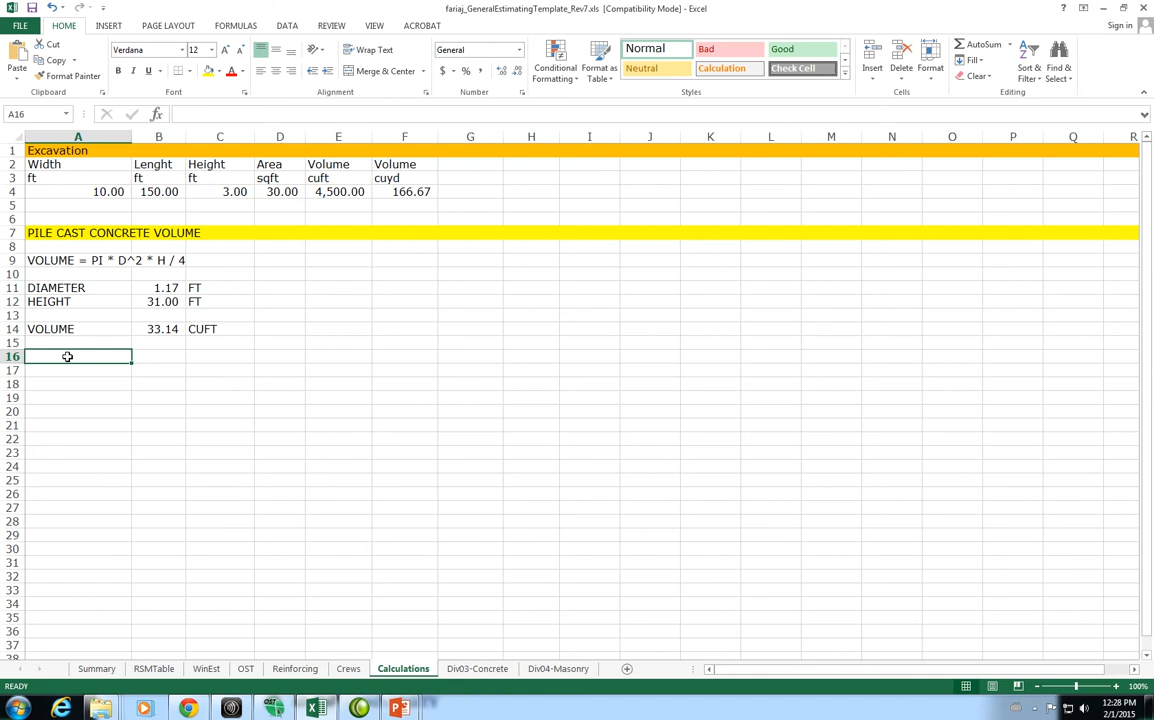 fariaj_GeneralEstimatingTemplate_Rev7.xls [Compatibility Mode] - Excel
FILE HOME INSERT PAGE LAYOUT FORMULAS DATA REVIEW VIEW ACROBAT Sign in
Paste Cut Copy Format Painter Clipboard
Verdana 12 B I U A Font
Wrap Text Merge & Center Alignment
General $ % , Number
Conditional Formatting Format as Table
Normal Bad Good
Neutral Calculation Check Cell
Styles
Insert Delete Format Cells
AutoSum Fill Clear Sort & Filter Find & Select Editing
A16 fx
A B C D E F G H I J K L M N O P Q R
1 Excavation
2 Width Lenght Height Area Volume Volume
3 ft ft ft sqft cuft cuyd
4 10.00 150.00 3.00 30.00 4,500.00 166.67
5
6
7 PILE CAST CONCRETE VOLUME
8
9 VOLUME = PI * D^2 * H / 4
10
11 DIAMETER 1.17 FT
12 HEIGHT 31.00 FT
13
14 VOLUME 33.14 CUFT
15
16
17
18
19
20
21
22
23
24
25
26
27
28
29
30
31
32
33
34
35
36
37
38
Summary RSMTable WinEst OST Reinforcing Crews Calculations Div03-Concrete Div04-Masonry
READY 100%
12:28 PM
2/1/2015